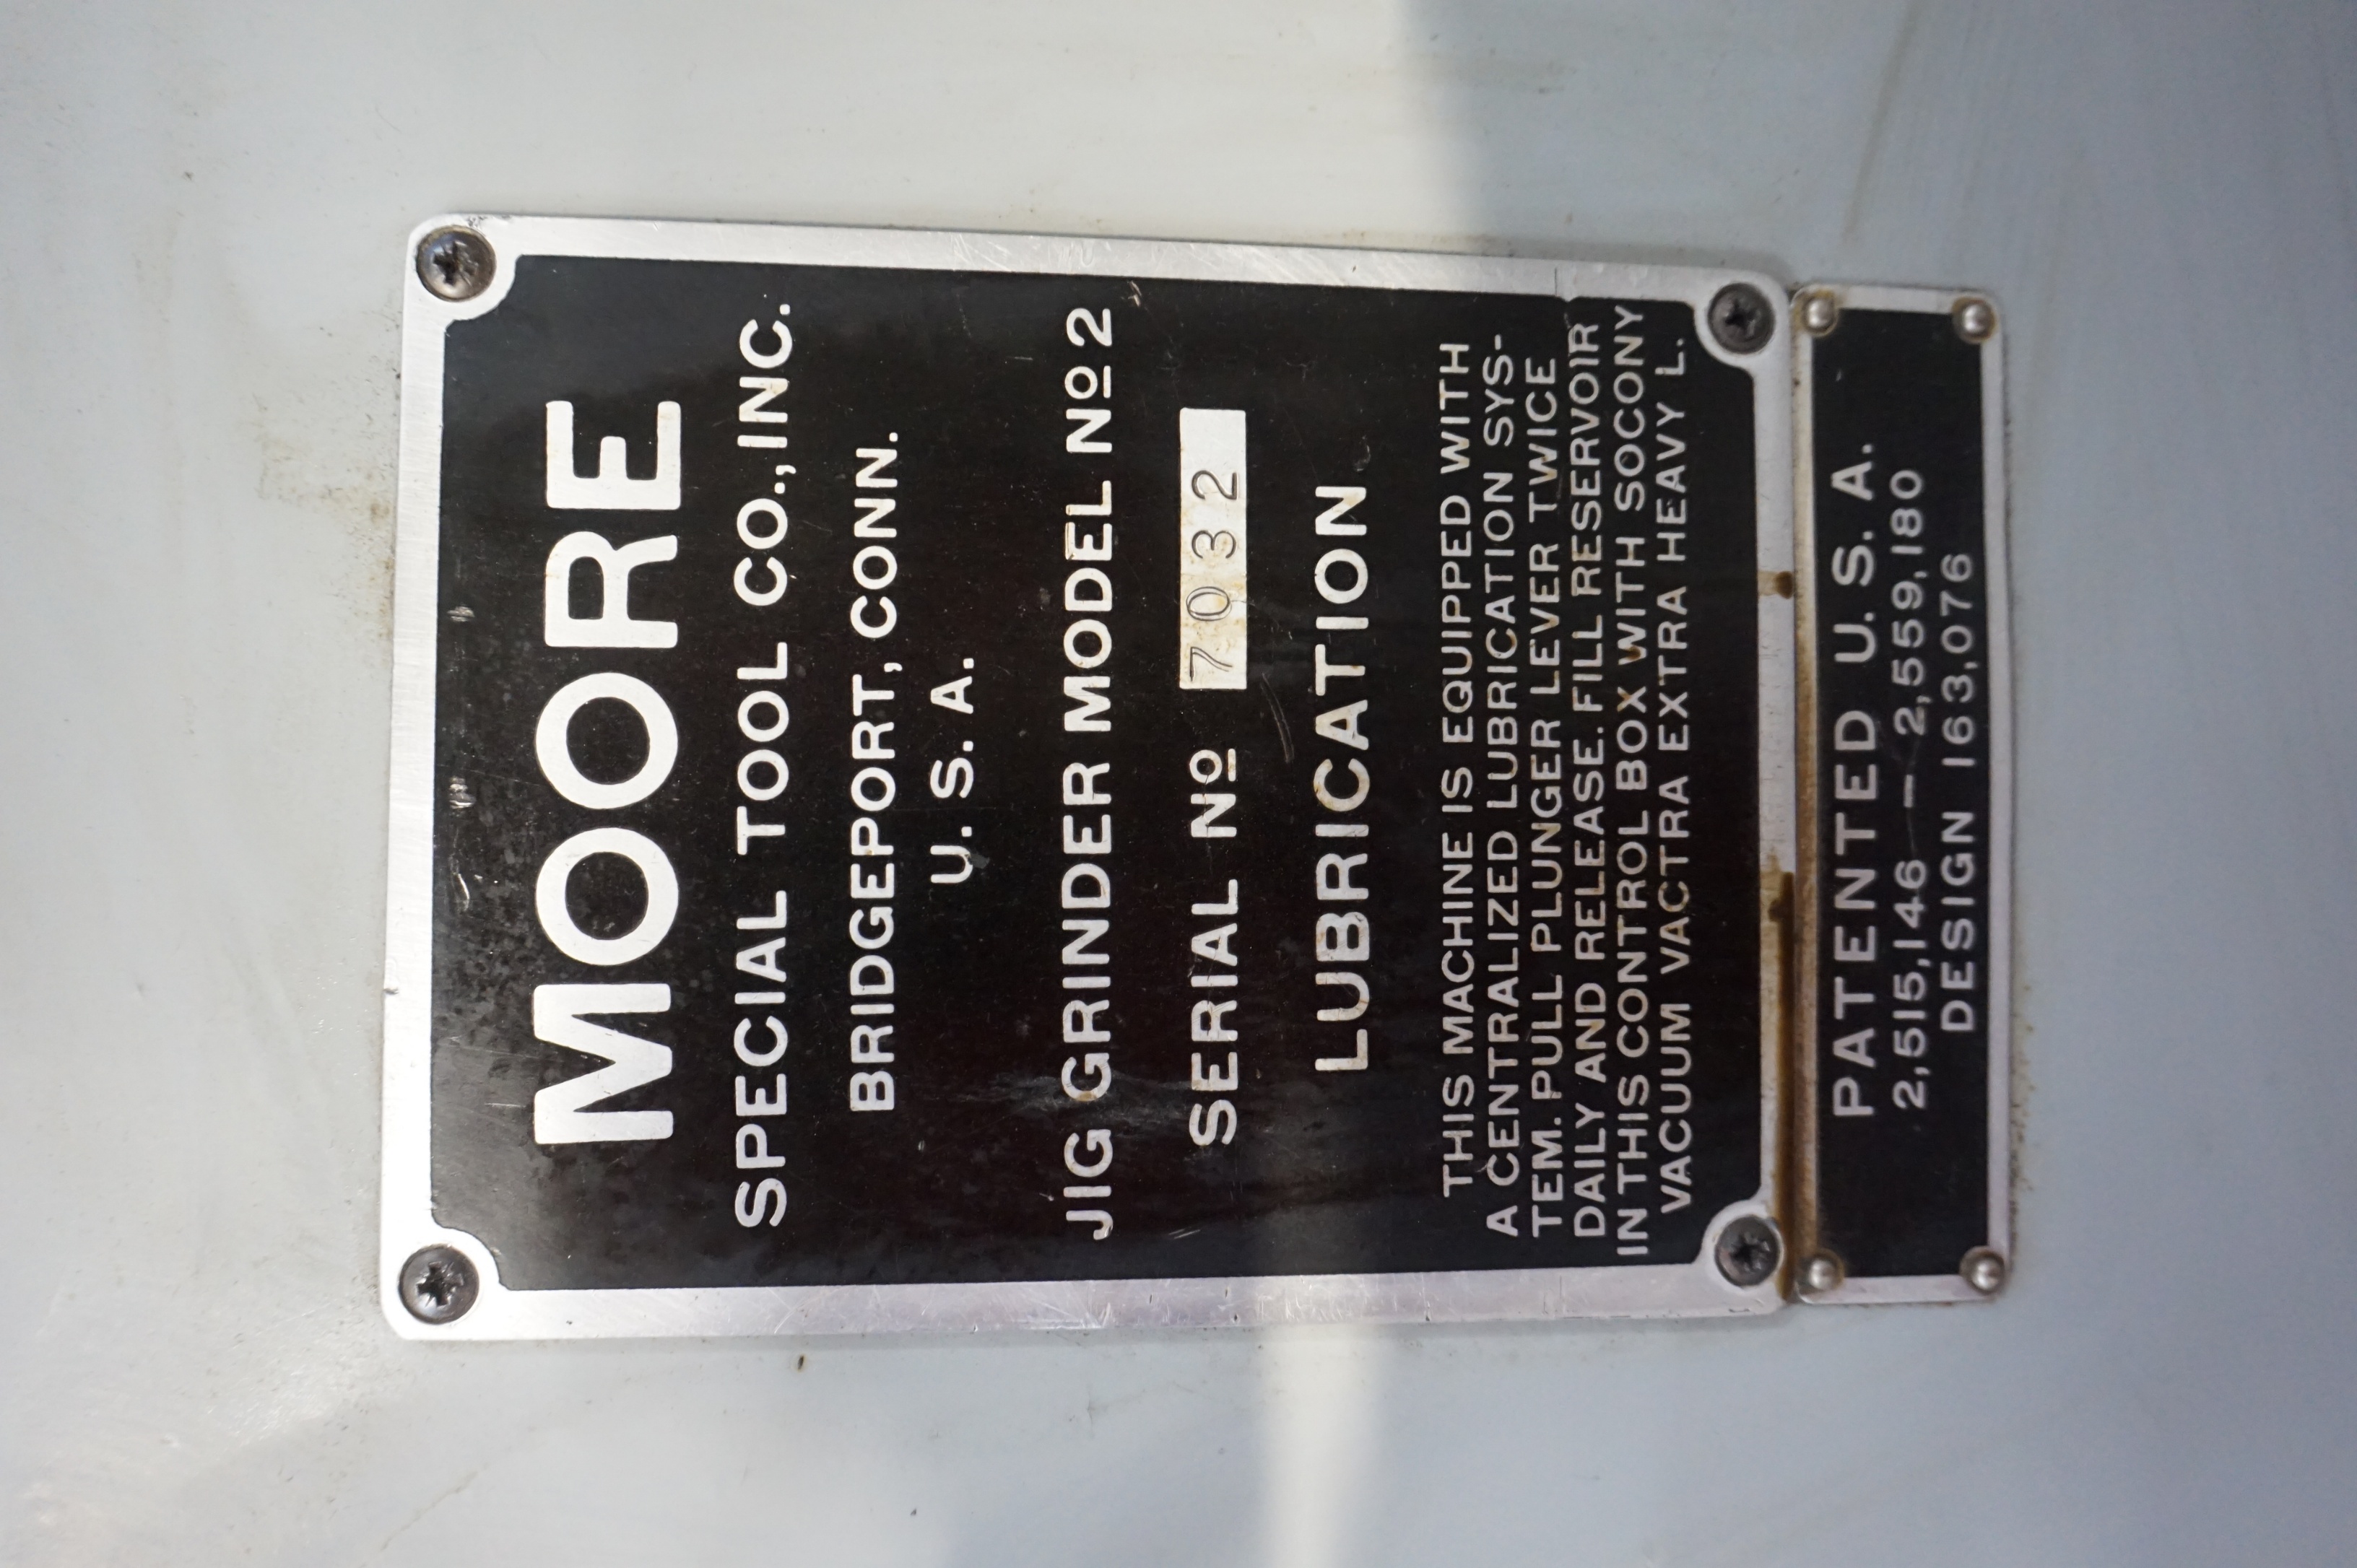 MOORE
SPECIAL TOOL CO., INC.
BRIDGEPORT, CONN.
U. S. A.
JIG GRINDER MODEL Nº 2
SERIAL Nº 7032
LUBRICATION
THIS MACHINE IS EQUIPPED WITH
A CENTRALIZED LUBRICATION SYS-
TEM. PULL PLUNGER LEVER TWICE
DAILY AND RELEASE. FILL RESERVOIR
IN THIS CONTROL BOX WITH SOCONY
VACUUM VACTRA EXTRA HEAVY L.
PATENTED U. S. A.
2,515,146 — 2,559,180
DESIGN 163,076